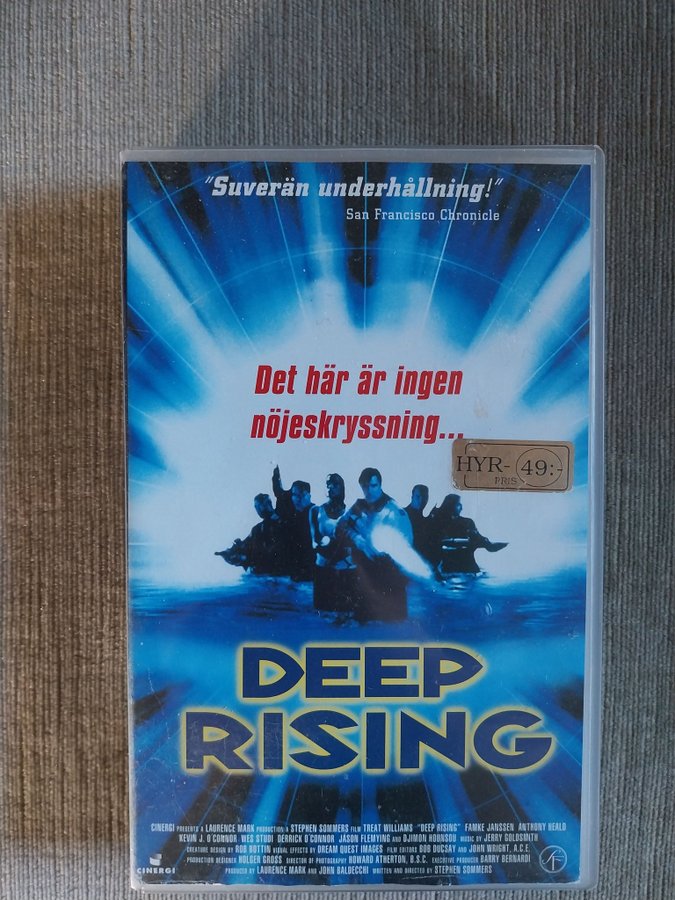 "Suverän underhållning!"
San Francisco Chronicle
Det här är ingen
nöjeskryssning...
HYR- 49:-
PRIS
DEEP
RISING
CINERGI PRESENTS A LAURENCE MARK PRODUCTION A STEPHEN SOMMERS FILM TREAT WILLIAMS "DEEP RISING" FAMKE JANSSEN ANTHONY HEALD
KEVIN J. O'CONNOR WES STUDI DERRICK O'CONNOR JASON FLEMYING AND DJIMON HOUNSOU MUSIC BY JERRY GOLDSMITH
CREATURE DESIGN BY ROB BOTTIN VISUAL EFFECTS BY DREAM QUEST IMAGES FILM EDITORS BOB DUCSAY AND JOHN WRIGHT, A.C.E.
PRODUCTION DESIGNER HOLGER GROSS DIRECTOR OF PHOTOGRAPHY HOWARD ATHERTON, B.S.C. EXECUTIVE PRODUCER BARRY BERNARDI
PRODUCED BY LAURENCE MARK AND JOHN BALDECCHI WRITTEN AND DIRECTED BY STEPHEN SOMMERS
CINERGI
SF